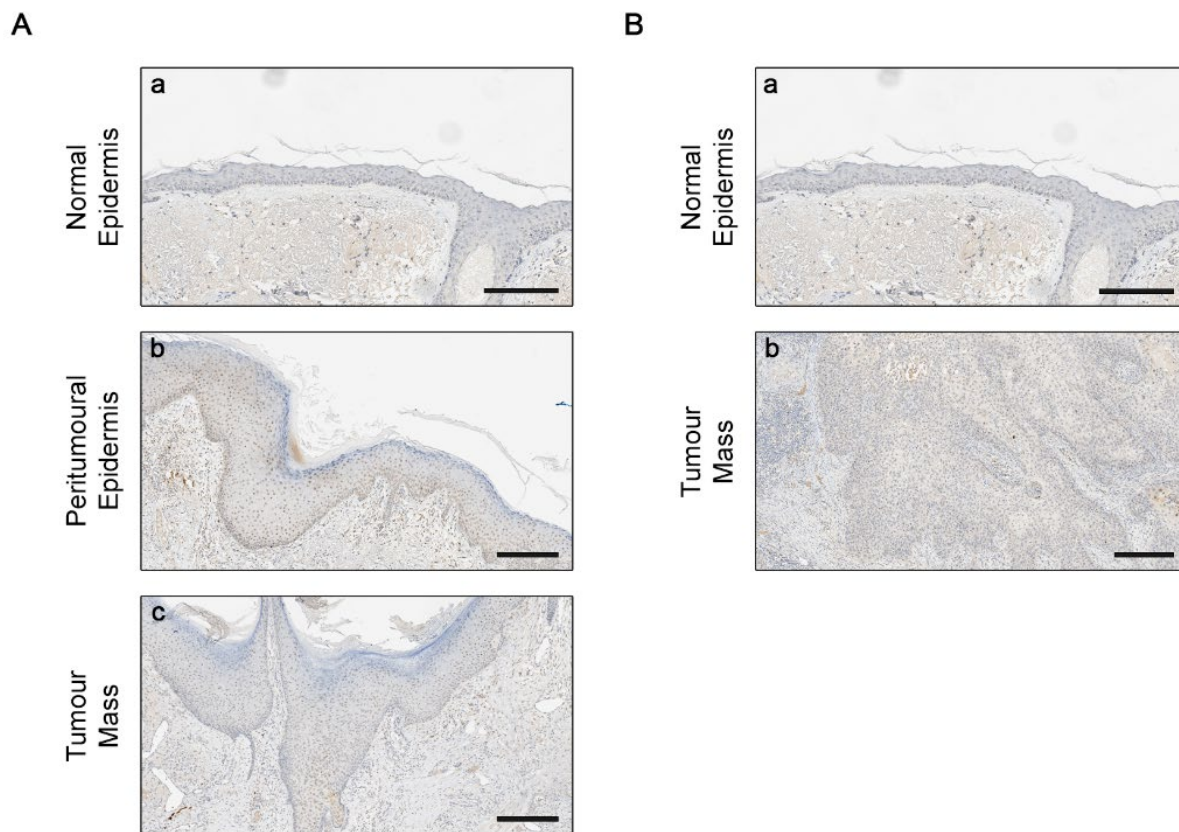 A
B
a
Normal
Epidermis
b
Peritumoural
Epidermis
c
Tumour
Mass
a
Normal
Epidermis
b
Tumour
Mass